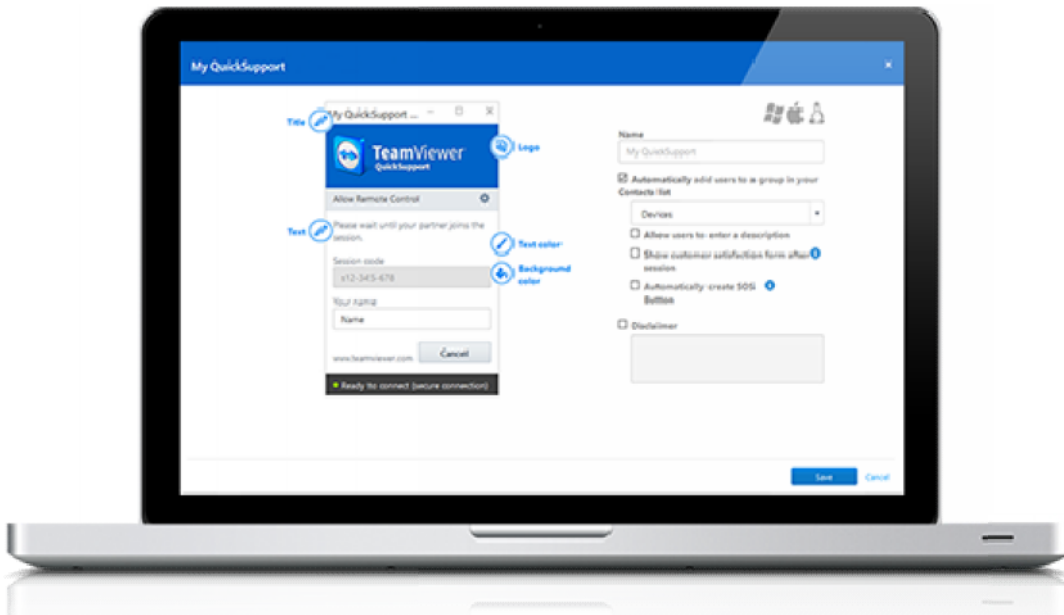 My QuickSupport
×
Title
My QuickSupport ...
TeamViewer
QuickSupport
Logo
Allow Remote Control
Text
Please wait until your partner joins the
session.
Text color
Session code
s12-345-678
Background
color
Your name
Name
www.teamviewer.com
Cancel
Ready to connect (secure connection)
Name
My QuickSupport
Automatically add users to a group in your
Contacts list
Devices
Allow users to enter a description
Show customer satisfaction form after
session
Automatically create SOS
Button
Disclaimer
Save
Cancel